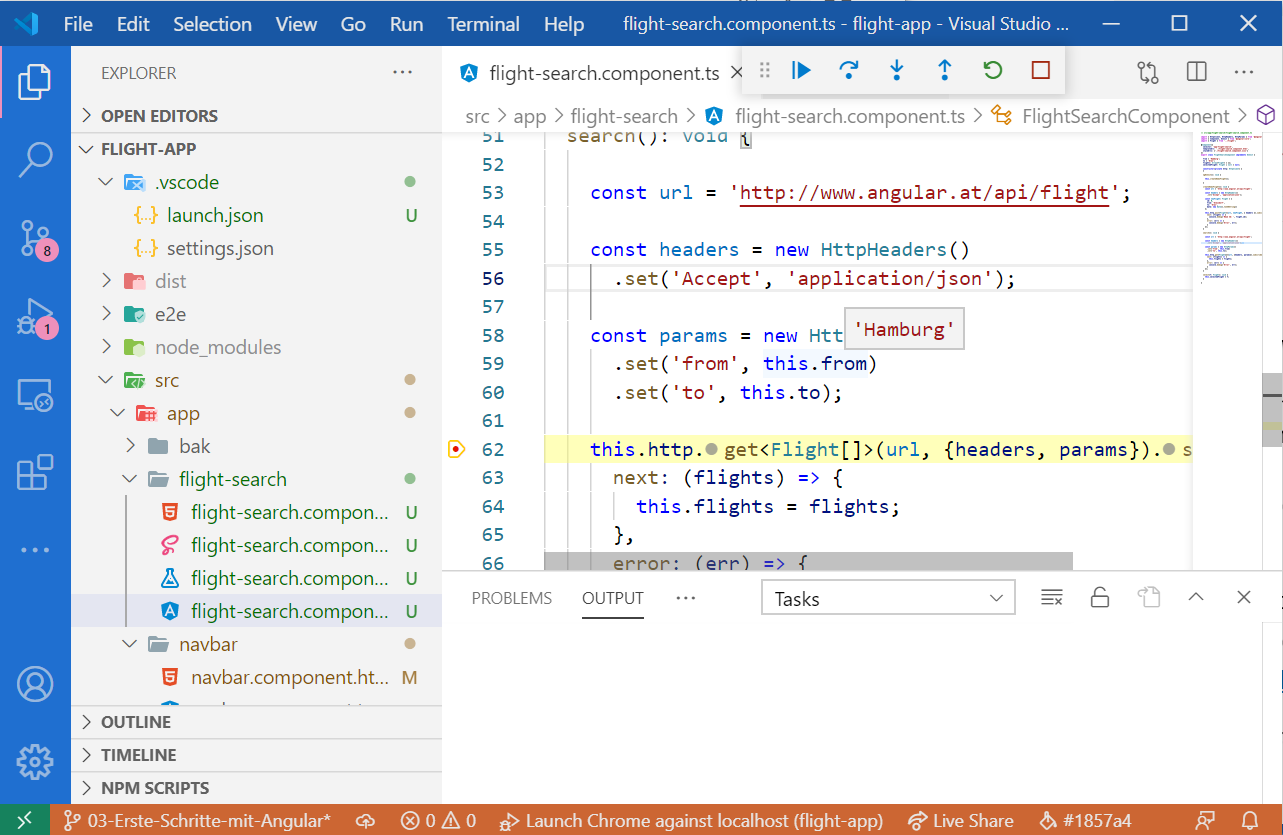 File Edit Selection View Go Run Terminal Help flight-search.component.ts - flight-app - Visual Studio ...
EXPLORER
OPEN EDITORS
FLIGHT-APP
.vscode
launch.json U
settings.json
dist
e2e
node_modules
src
app
bak
flight-search
flight-search.compon... U
flight-search.compon... U
flight-search.compon... U
flight-search.compon... U
navbar
navbar.component.ht... M
OUTLINE
TIMELINE
NPM SCRIPTS
8
1
flight-search.component.ts
src > app > flight-search > flight-search.component.ts > FlightSearchComponent >
51 search(): void {
52
53 const url = 'http://www.angular.at/api/flight';
54
55 const headers = new HttpHeaders()
56 .set('Accept', 'application/json');
57
58 const params = new Htt
'Hamburg'
59 .set('from', this.from)
60 .set('to', this.to);
61
62 this.http.get<Flight[]>(url, {headers, params}).s
63 next: (flights) => {
64 this.flights = flights;
65 },
66 error: (err) => {
PROBLEMS OUTPUT ... Tasks
03-Erste-Schritte-mit-Angular* 0 0 Launch Chrome against localhost (flight-app) Live Share #1857a4